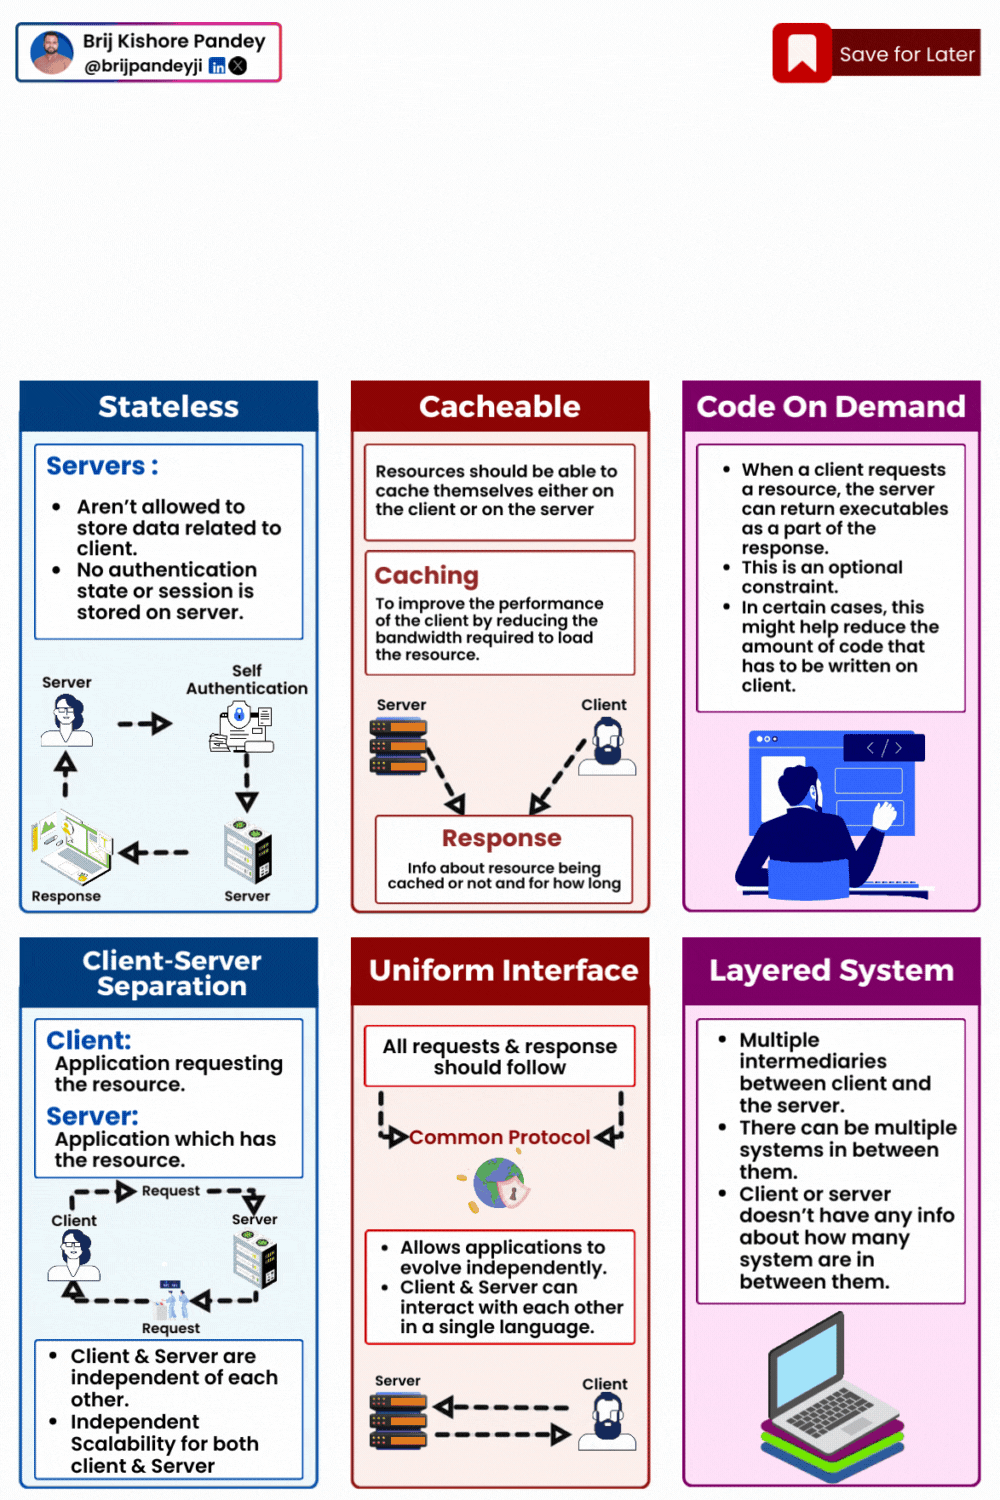 Brij Kishore Pandey
@brijpandeyji in X
Save for Later
Stateless
Servers :
• Aren't allowed to
store data related to
client.
• No authentication
state or session is
stored on server.
Server
Self
Authentication
Response
Server
Cacheable
Resources should be able to
cache themselves either on
the client or on the server
Caching
To improve the performance
of the client by reducing the
bandwidth required to load
the resource.
Server
Client
Response
Info about resource being
cached or not and for how long
Code On Demand
• When a client requests
a resource, the server
can return executables
as a part of the
response.
• This is an optional
constraint.
• In certain cases, this
might help reduce the
amount of code that
has to be written on
client.
</>
Client-Server
Separation
Client:
Application requesting
the resource.
Server:
Application which has
the resource.
Request
Client
Server
Request
• Client & Server are
independent of each
other.
• Independent
Scalability for both
client & Server
Uniform Interface
All requests & response
should follow
Common Protocol
• Allows applications to
evolve independently.
• Client & Server can
interact with each other
in a single language.
Server
Client
Layered System
• Multiple
intermediaries
between client and
the server.
• There can be multiple
systems in between
them.
• Client or server
doesn't have any info
about how many
system are in
between them.